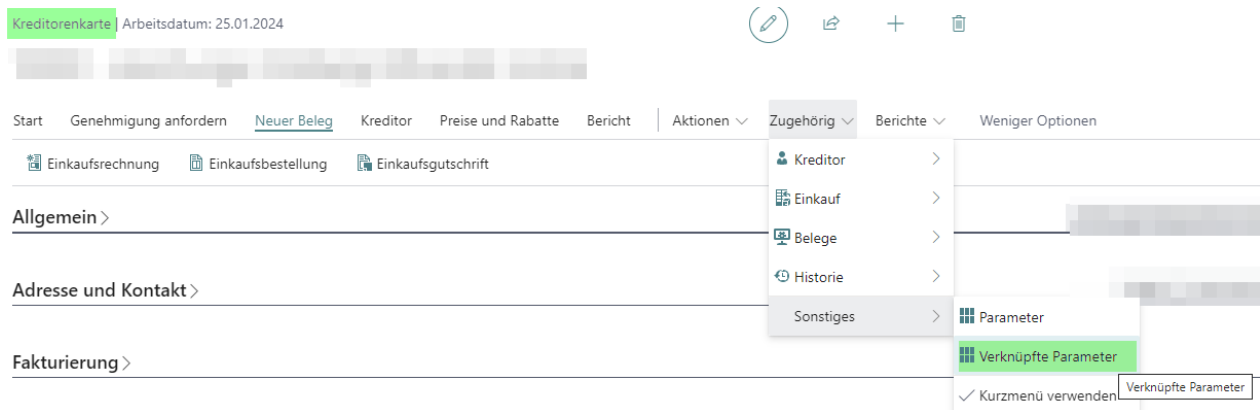 Kreditorenkarte | Arbeitsdatum: 25.01.2024
Start Genehmigung anfordern Neuer Beleg Kreditor Preise und Rabatte Bericht Aktionen Zugehörig Berichte Weniger Optionen
Einkaufsrechnung Einkaufsbestellung Einkaufsgutschrift
Kreditor
Einkauf
Belege
Historie
Sonstiges
Parameter
Verknüpfte Parameter
Kurzmenü verwenden
Verknüpfte Parameter
Allgemein
Adresse und Kontakt
Fakturierung